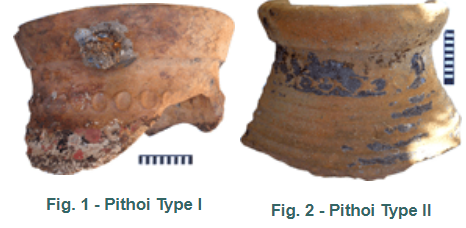 Fig. 1 - Pithoi Type I
Fig. 2 - Pithoi Type II